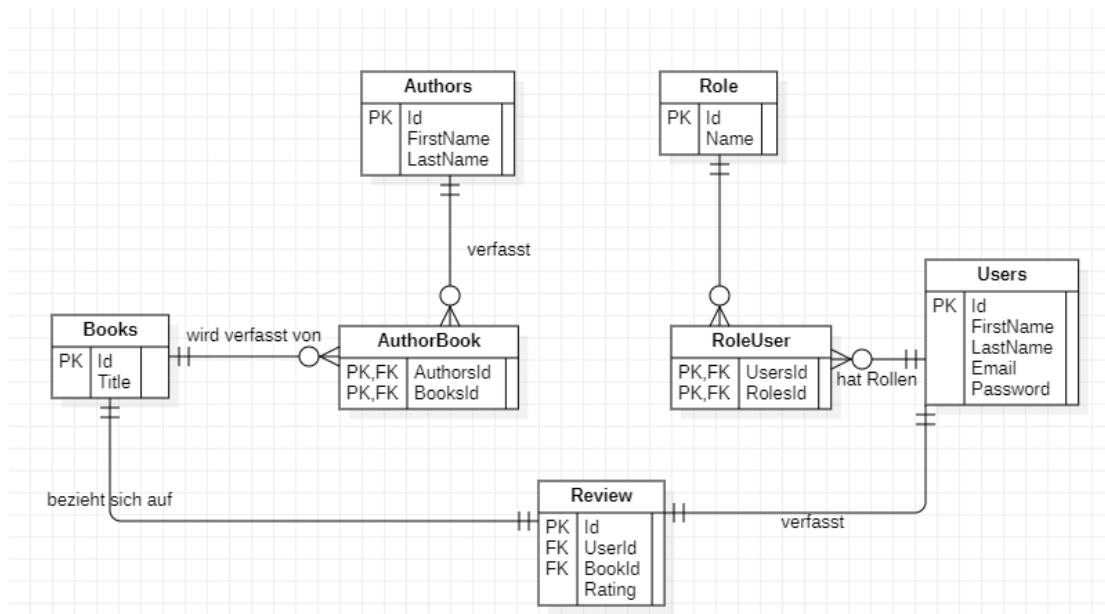 Authors
PK Id
FirstName
LastName
Role
PK Id
Name
verfasst
Users
PK Id
FirstName
LastName
Email
Password
Books
PK Id
Title
wird verfasst von
AuthorBook
PK,FK AuthorsId
PK,FK BooksId
RoleUser
PK,FK UsersId
PK,FK RolesId
hat Rollen
bezieht sich auf
Review
PK Id
FK UserId
FK BookId
Rating
verfasst